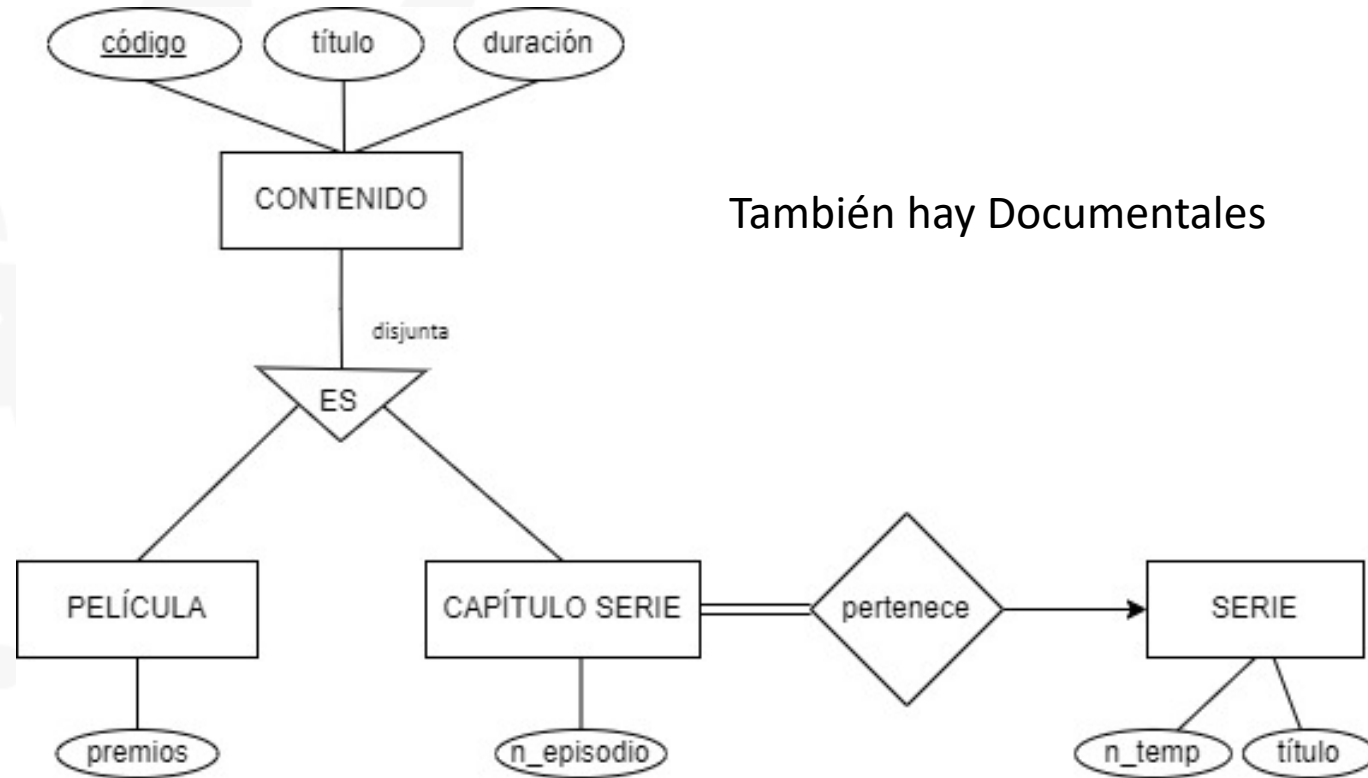 código
título
duración
CONTENIDO
También hay Documentales
disjunta
ES
PELÍCULA
CAPÍTULO SERIE
pertenece
SERIE
premios
n_episodio
n_temp
título